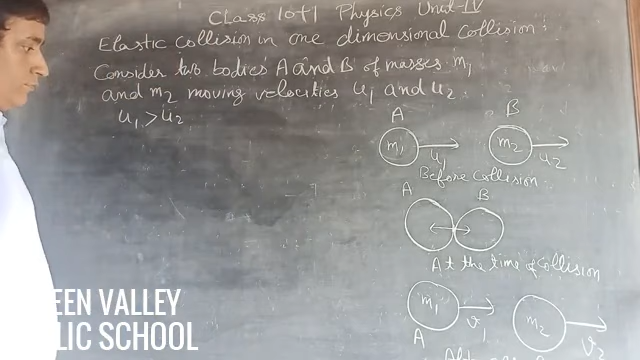 Class 10+1 Physics Unit-IV
Elastic collision in one dimensional collision:
Consider two bodies A and B of masses m1
and m2 moving velocities u1 and u2.
u1 > u2
A B
m1 u1 m2 u2
Before collision
A B
At the time of collision
m1 v1 m2 v2
A
EEN VALLEY
LIC SCHOOL